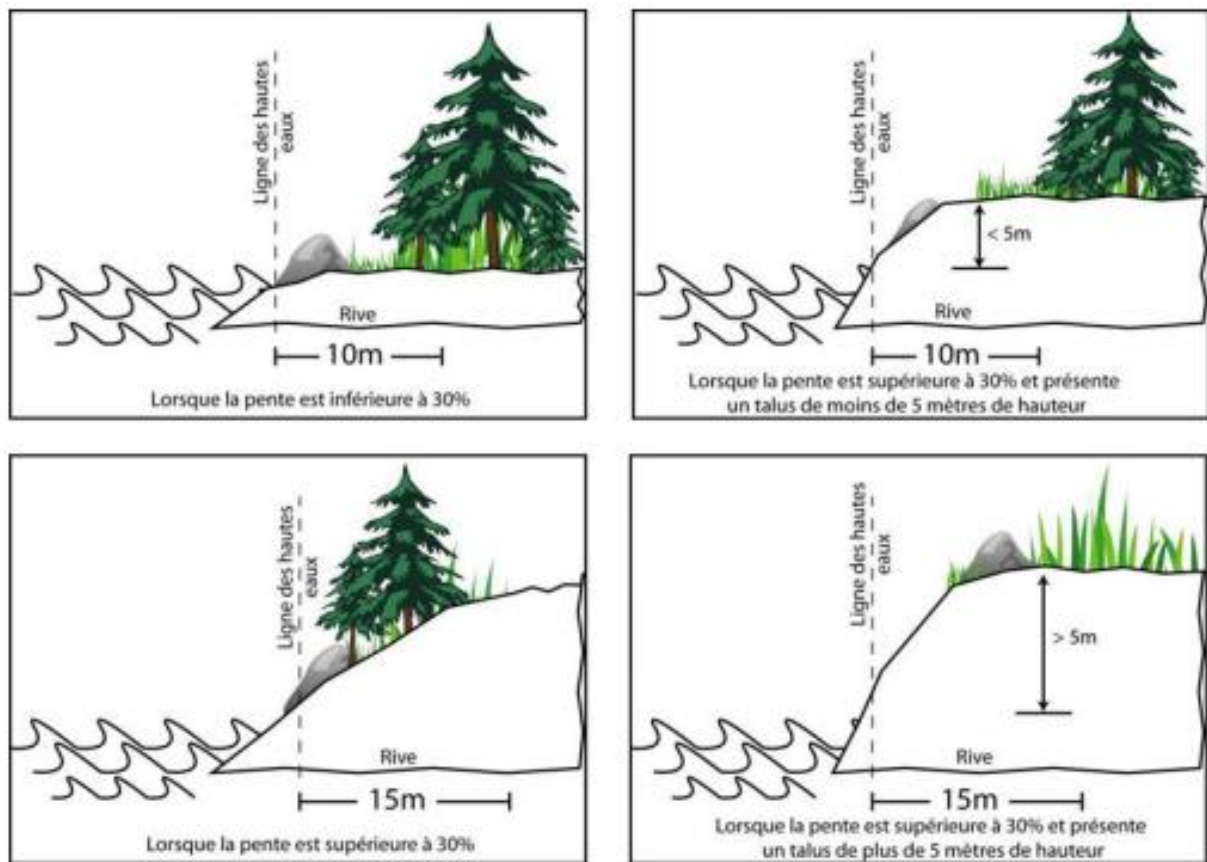 Ligne des hautes
eaux
Rive
10m
Lorsque la pente est inférieure à 30%
Ligne des hautes
eaux
< 5m
Rive
10m
Lorsque la pente est supérieure à 30% et présente
un talus de moins de 5 mètres de hauteur
Ligne des hautes
eaux
Rive
15m
Lorsque la pente est supérieure à 30%
Ligne des hautes
eaux
> 5m
Rive
15m
Lorsque la pente est supérieure à 30% et présente
un talus de plus de 5 mètres de hauteur